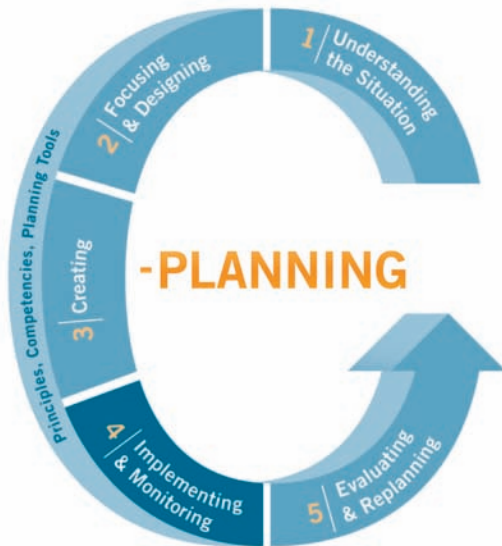 1 Understanding
the Situation
2 Focusing
& Designing
3 Creating
4 Implementing
& Monitoring
5 Evaluating
& Replanning
Principles, Competencies, Planning Tools
-PLANNING